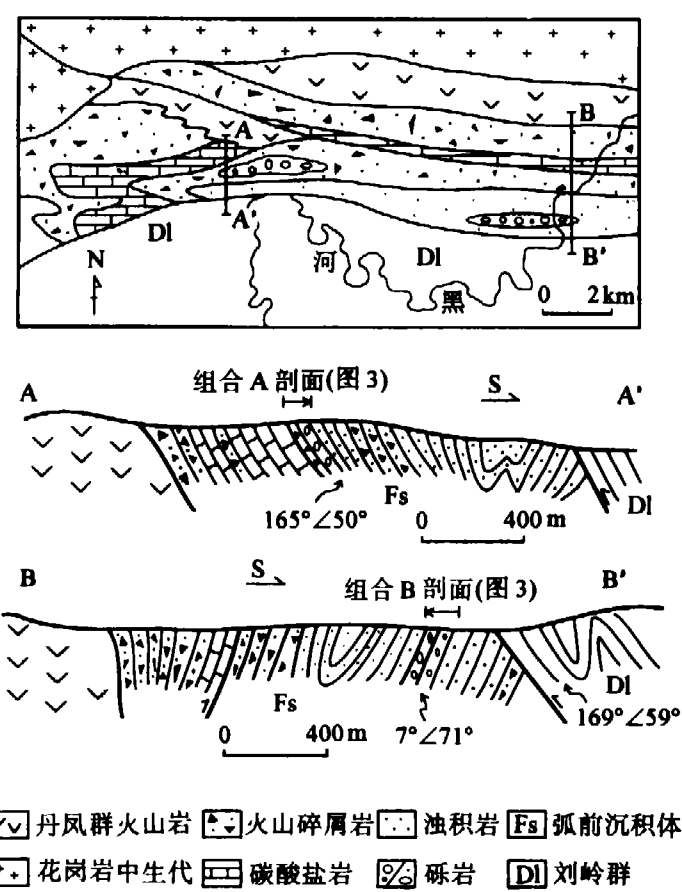 A
B
A'
Dl
B'
N
河
Dl
黑
0 2 km
组合 A 剖面(图 3)
A
S
A'
Fs
Dl
165°∠50°
0 400 m
B
S
组合 B 剖面(图 3)
B'
Fs
Dl
169°∠59°
7°∠71°
0 400 m
丹凤群火山岩 火山碎屑岩 浊积岩 Fs 弧前沉积体
花岗岩中生代 碳酸盐岩 砾岩 Dl 刘岭群